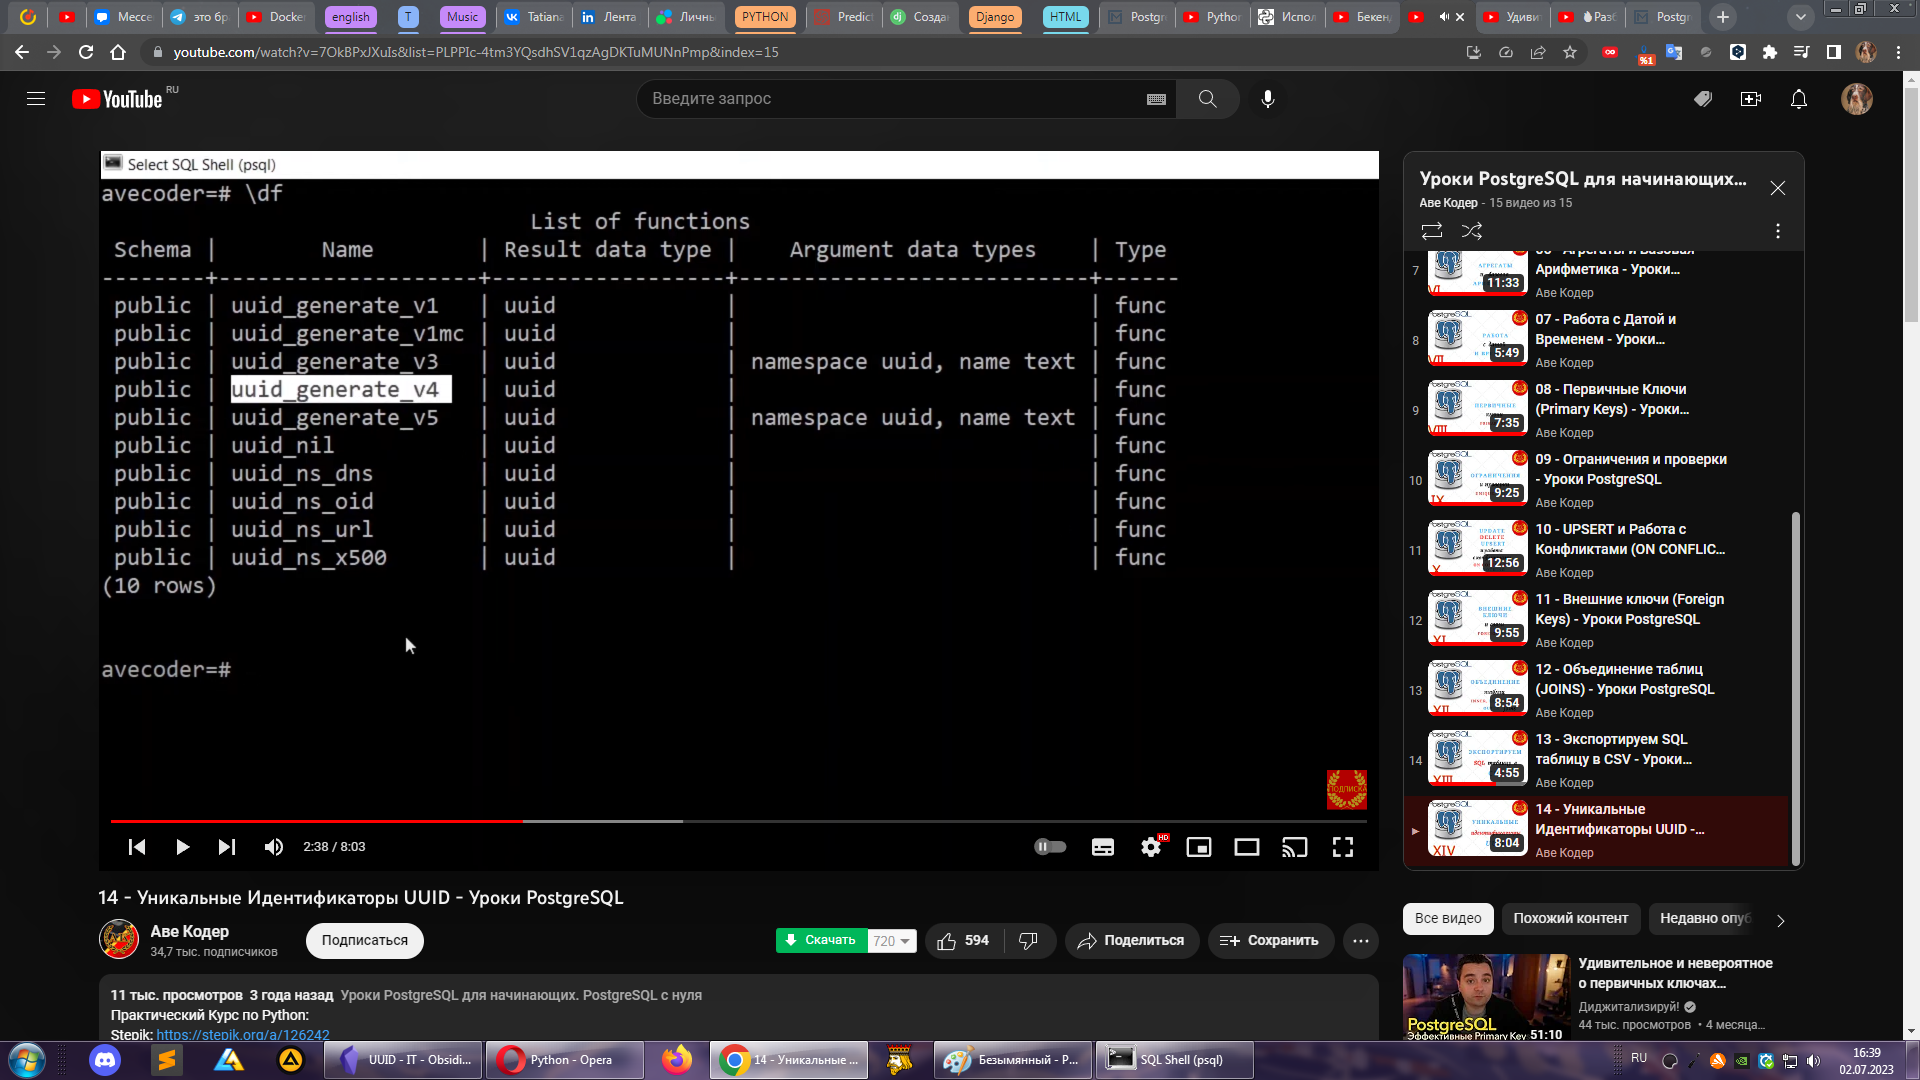 Мессе
это бр
Docke
english
T
Music
Tatiana
Лента
Личнь
PYTHON
Predict
Созда
Django
HTML
Postgr
Python
Испол
Бекен
Удиви
Разб
Postgr
youtube.com/watch?v=7OkBPxJXuIs&list=PLPPIc-4tm3YQsdhSV1qzAgDKTuMUNnPmp&index=15
%1
YouTube RU
Введите запрос
Select SQL Shell (psql)
avecoder=# \df
List of functions
Schema | Name | Result data type | Argument data types | Type
--------+--------------------+------------------+---------------------------+------
public | uuid_generate_v1 | uuid | | func
public | uuid_generate_v1mc | uuid | | func
public | uuid_generate_v3 | uuid | namespace uuid, name text | func
public | uuid_generate_v4 | uuid | | func
public | uuid_generate_v5 | uuid | namespace uuid, name text | func
public | uuid_nil | uuid | | func
public | uuid_ns_dns | uuid | | func
public | uuid_ns_oid | uuid | | func
public | uuid_ns_url | uuid | | func
public | uuid_ns_x500 | uuid | | func
(10 rows)
avecoder=#
ПОДПИСКА
2:38 / 8:03
HD
14 - Уникальные Идентификаторы UUID - Уроки PostgreSQL
Аве Кодер
34,7 тыс. подписчиков
Подписаться
Скачать 720
594
Поделиться
Сохранить
11 тыс. просмотров 3 года назад Уроки PostgreSQL для начинающих. PostgreSQL с нуля
Практический Курс по Python:
Stepik: https://stepik.org/a/126242
Уроки PostgreSQL для начинающих...
Аве Кодер - 15 видео из 15
7
11:33
06 - Агрегаты и Базовая
Арифметика - Уроки...
Аве Кодер
8
5:49
07 - Работа с Датой и
Временем - Уроки...
Аве Кодер
9
7:35
08 - Первичные Ключи
(Primary Keys) - Уроки...
Аве Кодер
10
9:25
09 - Ограничения и проверки
- Уроки PostgreSQL
Аве Кодер
11
12:56
10 - UPSERT и Работа с
Конфликтами (ON CONFLIC...
Аве Кодер
12
9:55
11 - Внешние ключи (Foreign
Keys) - Уроки PostgreSQL
Аве Кодер
13
8:54
12 - Объединение таблиц
(JOINS) - Уроки PostgreSQL
Аве Кодер
14
4:55
13 - Экспортируем SQL
таблицу в CSV - Уроки...
Аве Кодер
8:04
14 - Уникальные
Идентификаторы UUID -...
Аве Кодер
Все видео
Похожий контент
Недавно опуб
PostgreSQL
Эффективные Primary Key
51:10
Удивительное и невероятное
о первичных ключах...
Диджитализируй!
44 тыс. просмотров • 4 месяца...
UUID - IT - Obsidi...
Python - Opera
14 - Уникальные ...
Безымянный - P...
SQL Shell (psql)
RU
16:39
02.07.2023